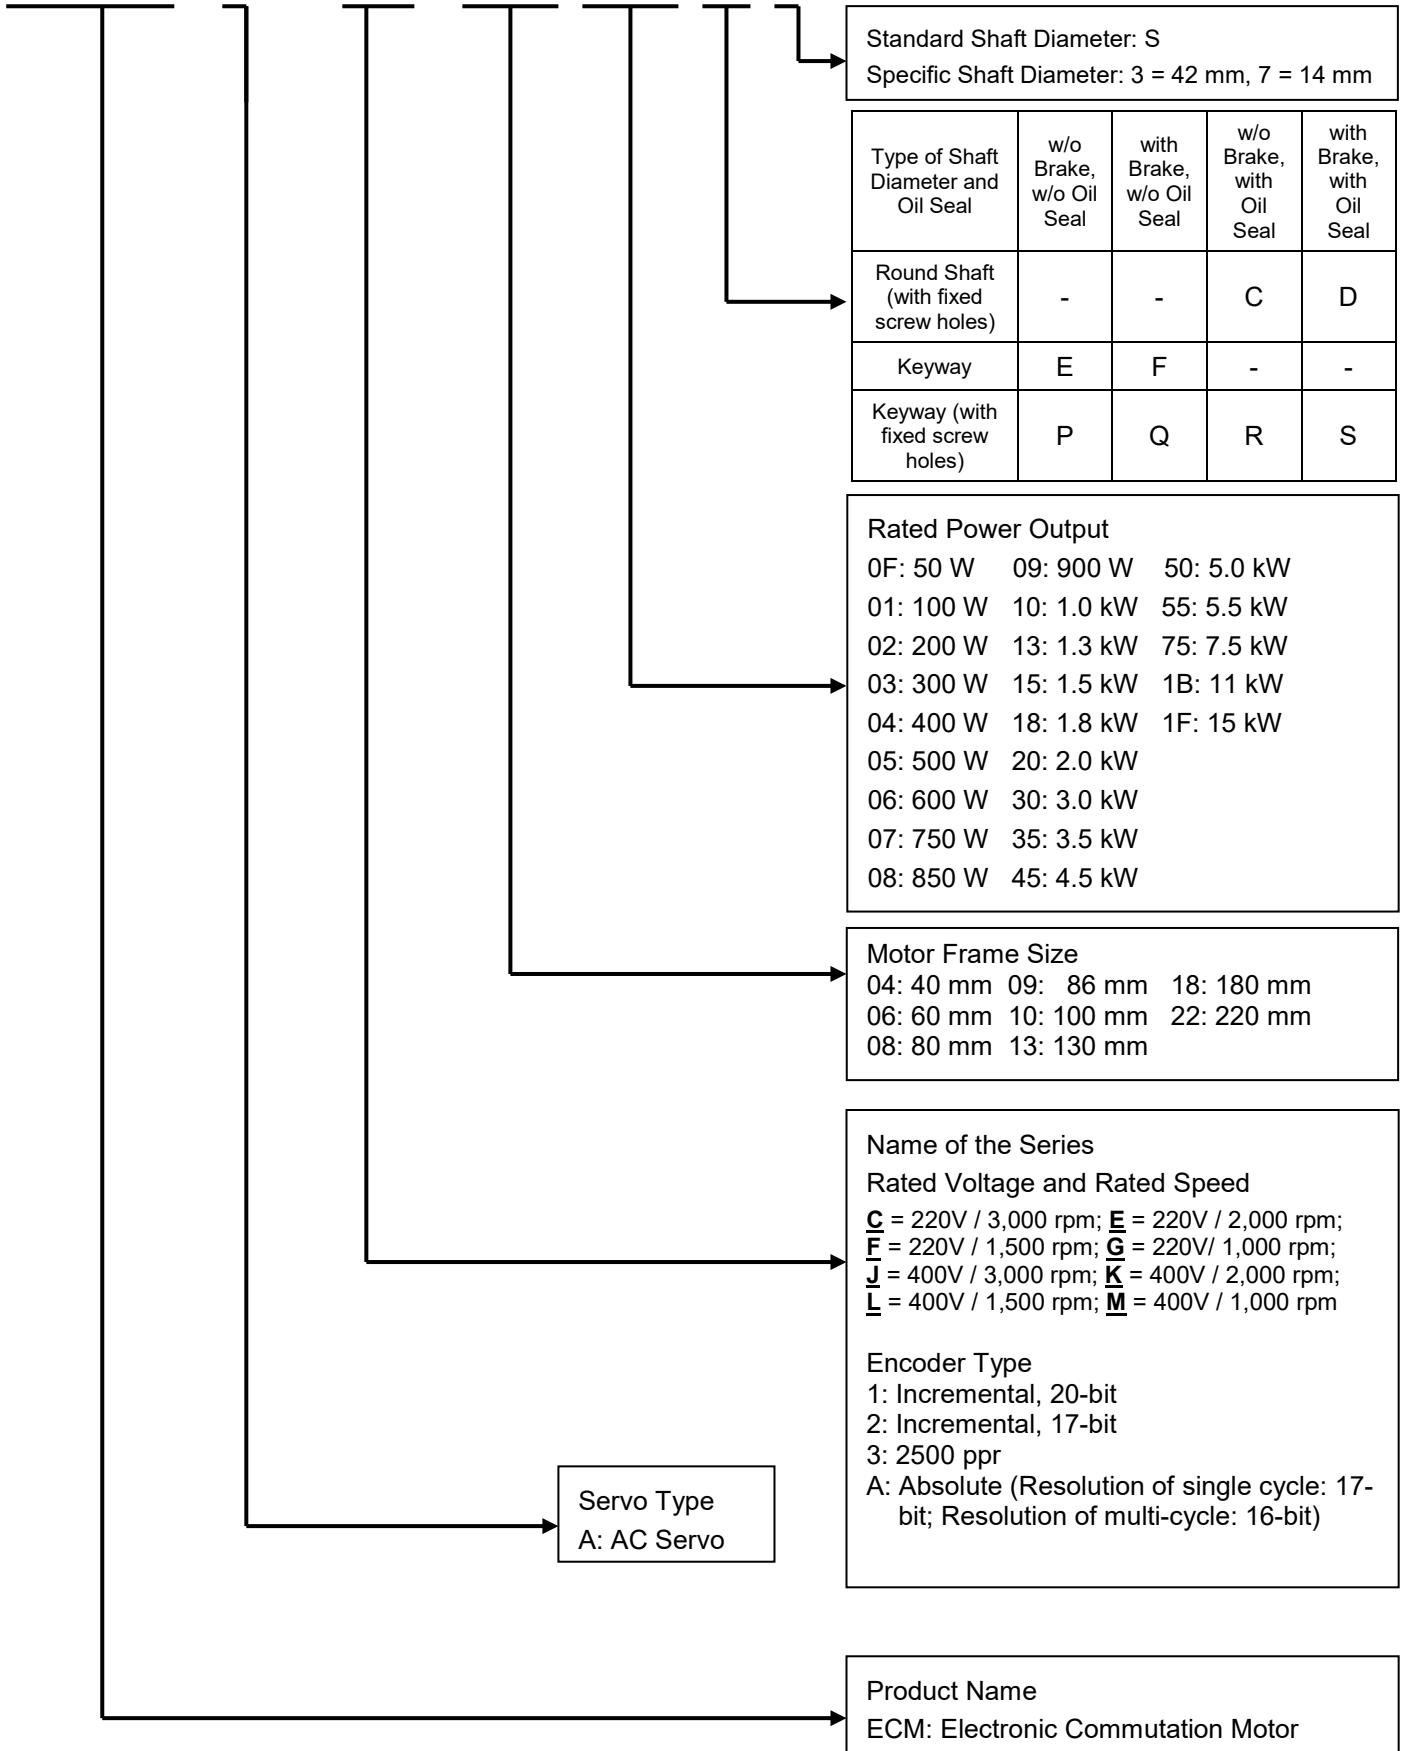 Standard Shaft Diameter: S
Specific Shaft Diameter: 3 = 42 mm, 7 = 14 mm
Type of Shaft
Diameter and
Oil Seal
w/o
Brake,
w/o Oil
Seal
with
Brake,
w/o Oil
Seal
w/o
Brake,
with
Oil
Seal
with
Brake,
with
Oil
Seal
Round Shaft
(with fixed
screw holes)
- - C D
Keyway E F - -
Keyway (with
fixed screw
holes)
P Q R S
Rated Power Output
0F: 50 W 09: 900 W 50: 5.0 kW
01: 100 W 10: 1.0 kW 55: 5.5 kW
02: 200 W 13: 1.3 kW 75: 7.5 kW
03: 300 W 15: 1.5 kW 1B: 11 kW
04: 400 W 18: 1.8 kW 1F: 15 kW
05: 500 W 20: 2.0 kW
06: 600 W 30: 3.0 kW
07: 750 W 35: 3.5 kW
08: 850 W 45: 4.5 kW
Motor Frame Size
04: 40 mm 09: 86 mm 18: 180 mm
06: 60 mm 10: 100 mm 22: 220 mm
08: 80 mm 13: 130 mm
Name of the Series
Rated Voltage and Rated Speed
C = 220V / 3,000 rpm; E = 220V / 2,000 rpm;
F = 220V / 1,500 rpm; G = 220V/ 1,000 rpm;
J = 400V / 3,000 rpm; K = 400V / 2,000 rpm;
L = 400V / 1,500 rpm; M = 400V / 1,000 rpm
Encoder Type
1: Incremental, 20-bit
2: Incremental, 17-bit
3: 2500 ppr
A: Absolute (Resolution of single cycle: 17-
bit; Resolution of multi-cycle: 16-bit)
Servo Type
A: AC Servo
Product Name
ECM: Electronic Commutation Motor